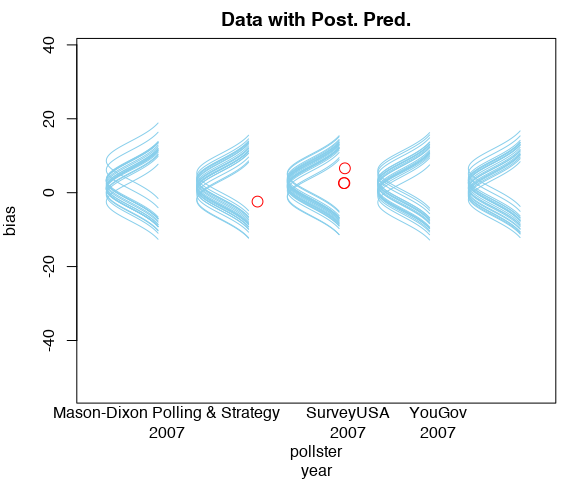 Data with Post. Pred.
40
20
0
-20
-40
bias
Mason-Dixon Polling & Strategy SurveyUSA YouGov
2007 2007 2007
pollster
year